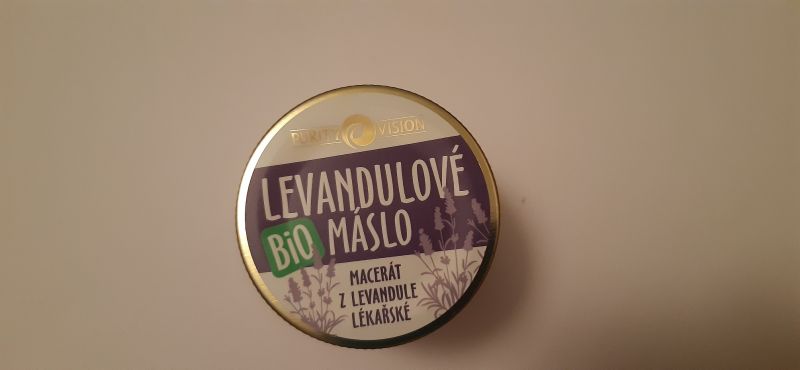 PURITY VISION
LEVANDULOVÉ
BiO MÁSLO
MACERÁT
Z LEVANDULE
LÉKAŘSKÉ